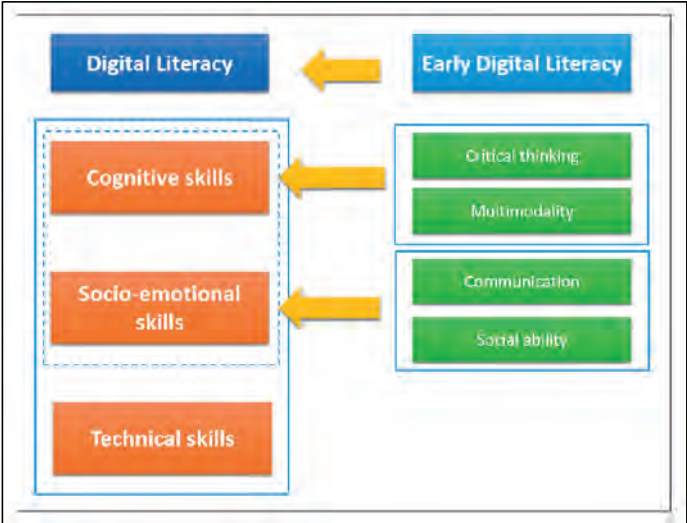 Digital Literacy
Early Digital Literacy
Cognitive skills
Critical thinking
Multimodality
Socio-emotional
skills
Communication
Social ability
Technical skills